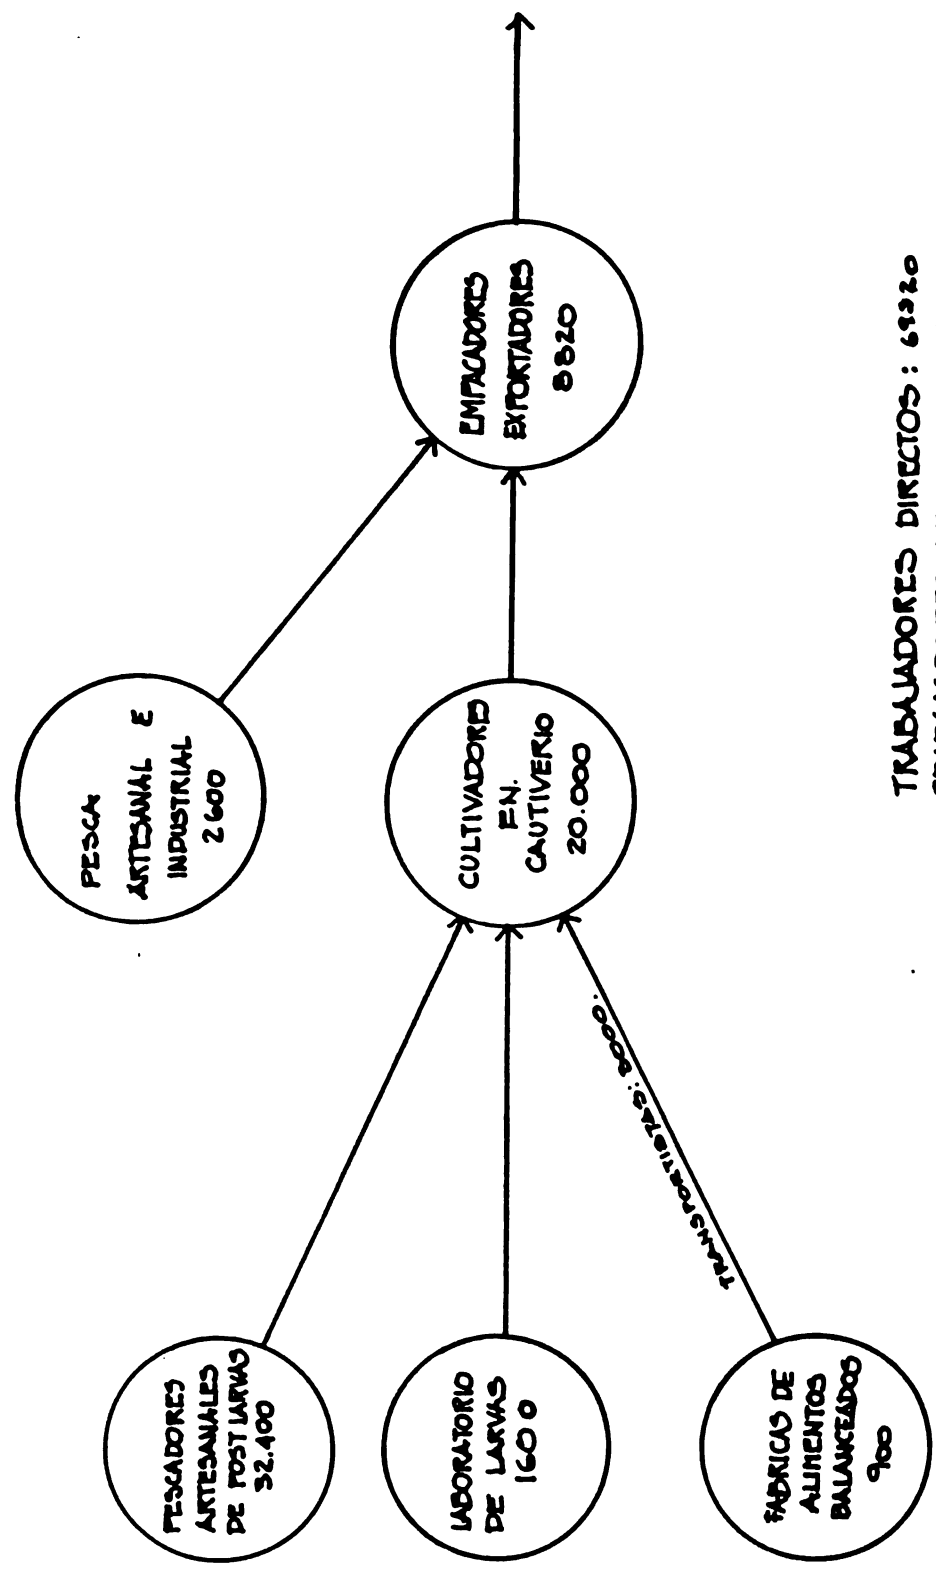 PESCA:
ARTESANAL E
INDUSTRIAL
2600
PESCADORES
ARTESANALES
DE POST LARVAS
32.400
LABORATORIO
DE LARVAS
1600
FABRICAS DE
ALIMENTOS
BALANCEADOS
900
TRANSPORTISTAS: 3000.
CULTIVADORES
EN.
CAUTIVERIO
20.000
EMPACADORES
EXPORTADORES
8820
TRABAJADORES DIRECTOS: 69320